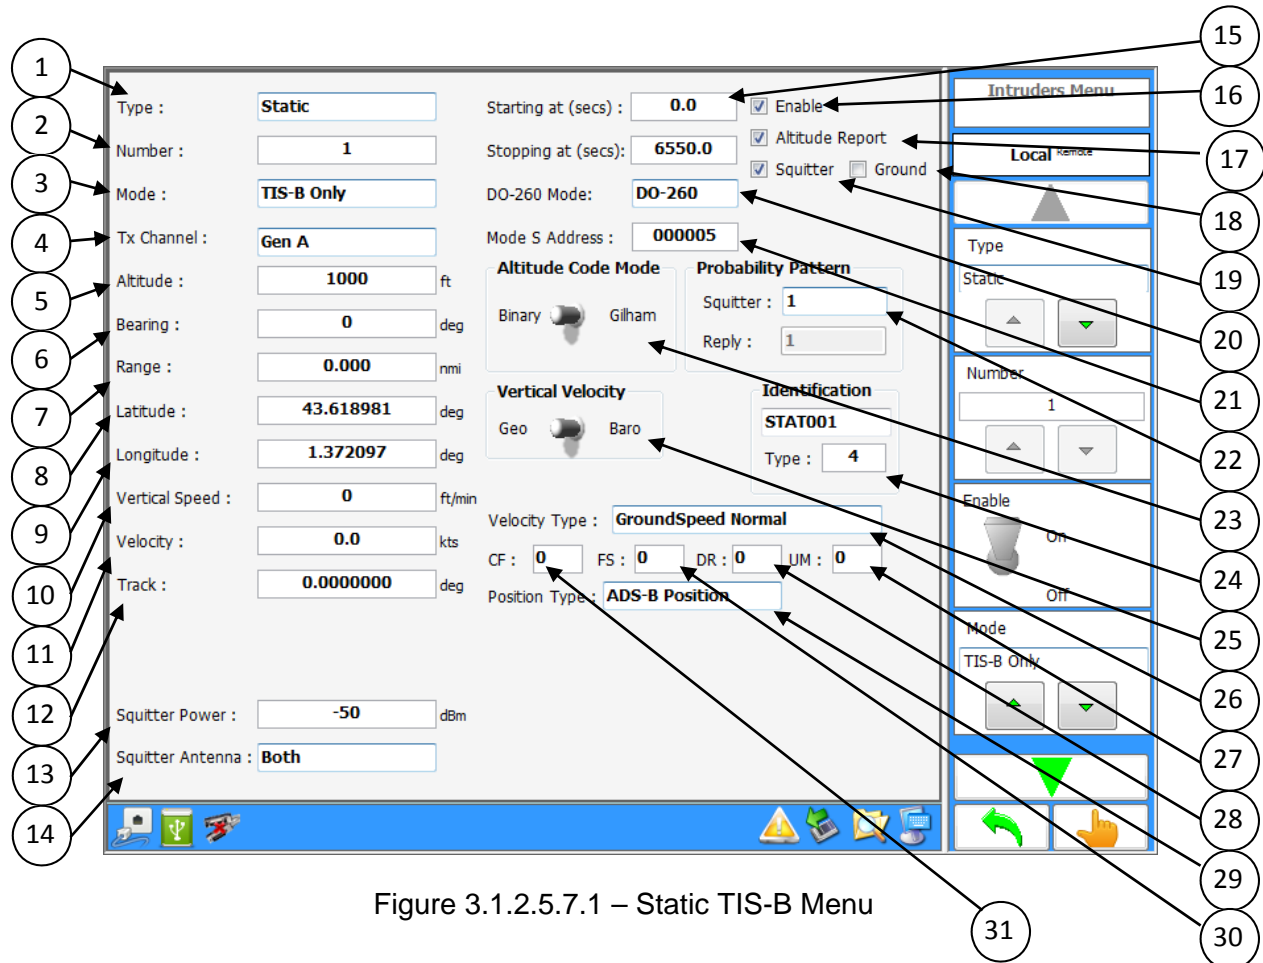 15
1
Intruders Menu
16
Type :
Static
Starting at (secs) :
0.0
Enable
2
Altitude Report
Number :
1
Stopping at (secs):
6550.0
Local Remote
17
3
Squitter
Ground
Mode :
TIS-B Only
DO-260 Mode:
DO-260
18
4
Tx Channel :
Gen A
Mode S Address :
000005
Type
Altitude Code Mode
Probability Pattern
19
5
Altitude :
1000
ft
Static
Squitter :
1
Bearing :
0
deg
Binary
Gilham
20
6
Reply :
1
Range :
0.000
nmi
Number
7
Vertical Velocity
Identification
21
Latitude :
43.618981
deg
STAT001
1
Geo
Baro
8
Longitude :
1.372097
deg
Type :
4
22
Vertical Speed :
0
ft/min
Enable
9
Velocity Type :
GroundSpeed Normal
23
Velocity :
0.0
kts
On
CF :
0
FS :
0
DR :
0
UM :
0
24
10
Track :
0.0000000
deg
Position Type :
ADS-B Position
Off
Mode
25
11
TIS-B Only
26
12
Squitter Power :
-50
dBm
27
13
Squitter Antenna :
Both
28
14
29
Figure 3.1.2.5.7.1 – Static TIS-B Menu
31
30